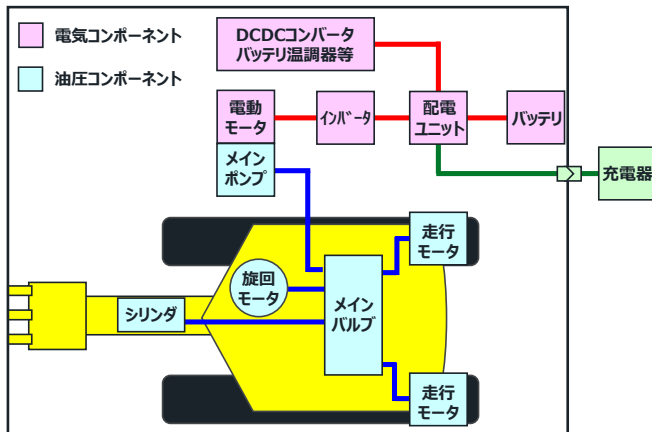 電気コンポーネント
油圧コンポーネント
DCDCコンバータ
バッテリ温調器等
電動
モータ
インバータ
配電
ユニット
バッテリ
メイン
ポンプ
充電器
走行
モータ
旋回
モータ
メイン
バルブ
シリンダ
走行
モータ